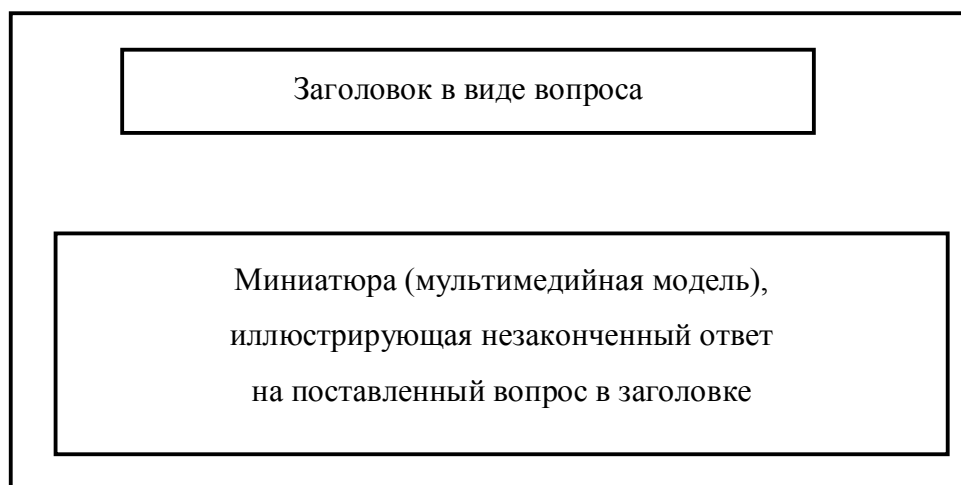 Заголовок в виде вопроса
Миниатюра (мультимедийная модель),
иллюстрирующая незаконченный ответ
на поставленный вопрос в заголовке